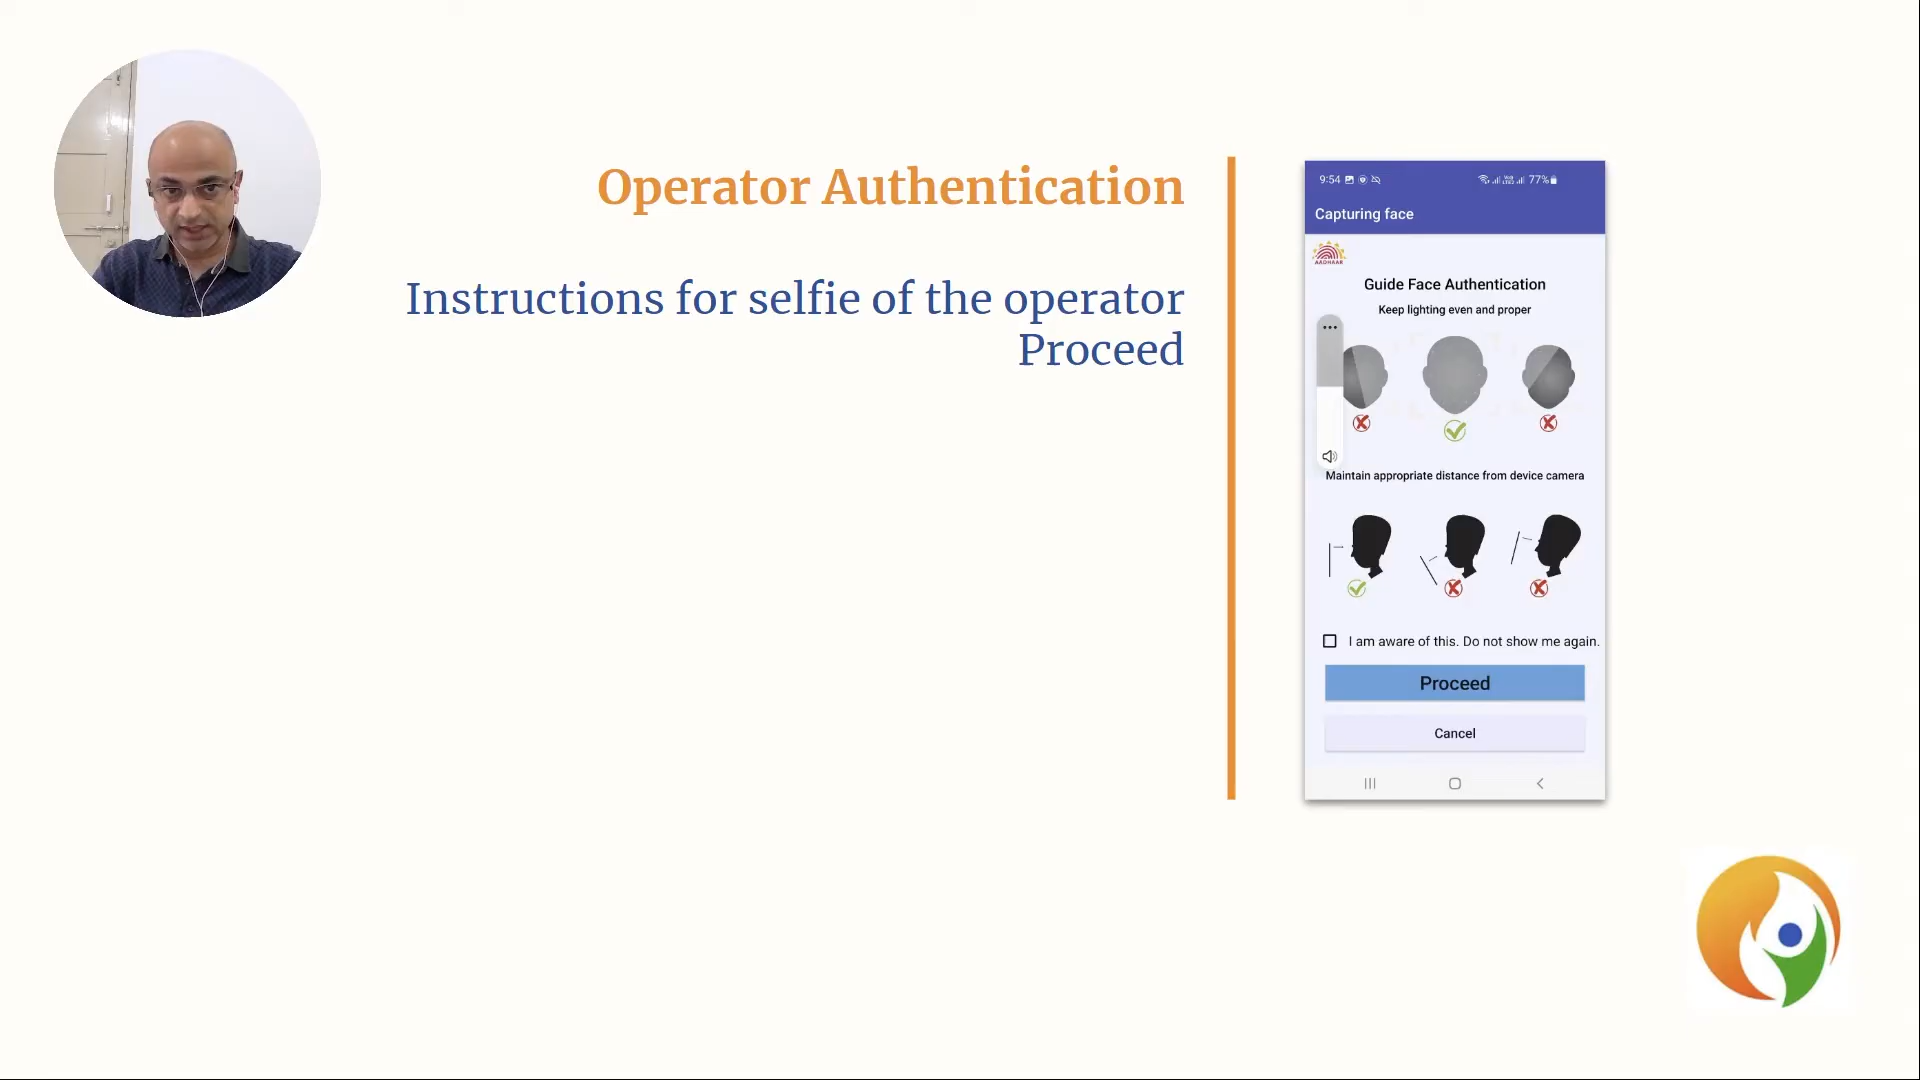 Operator Authentication
Instructions for selfie of the operator
Proceed
9:54 77%
Capturing face
AADHAAR
Guide Face Authentication
Keep lighting even and proper
Maintain appropriate distance from device camera
I am aware of this. Do not show me again.
Proceed
Cancel